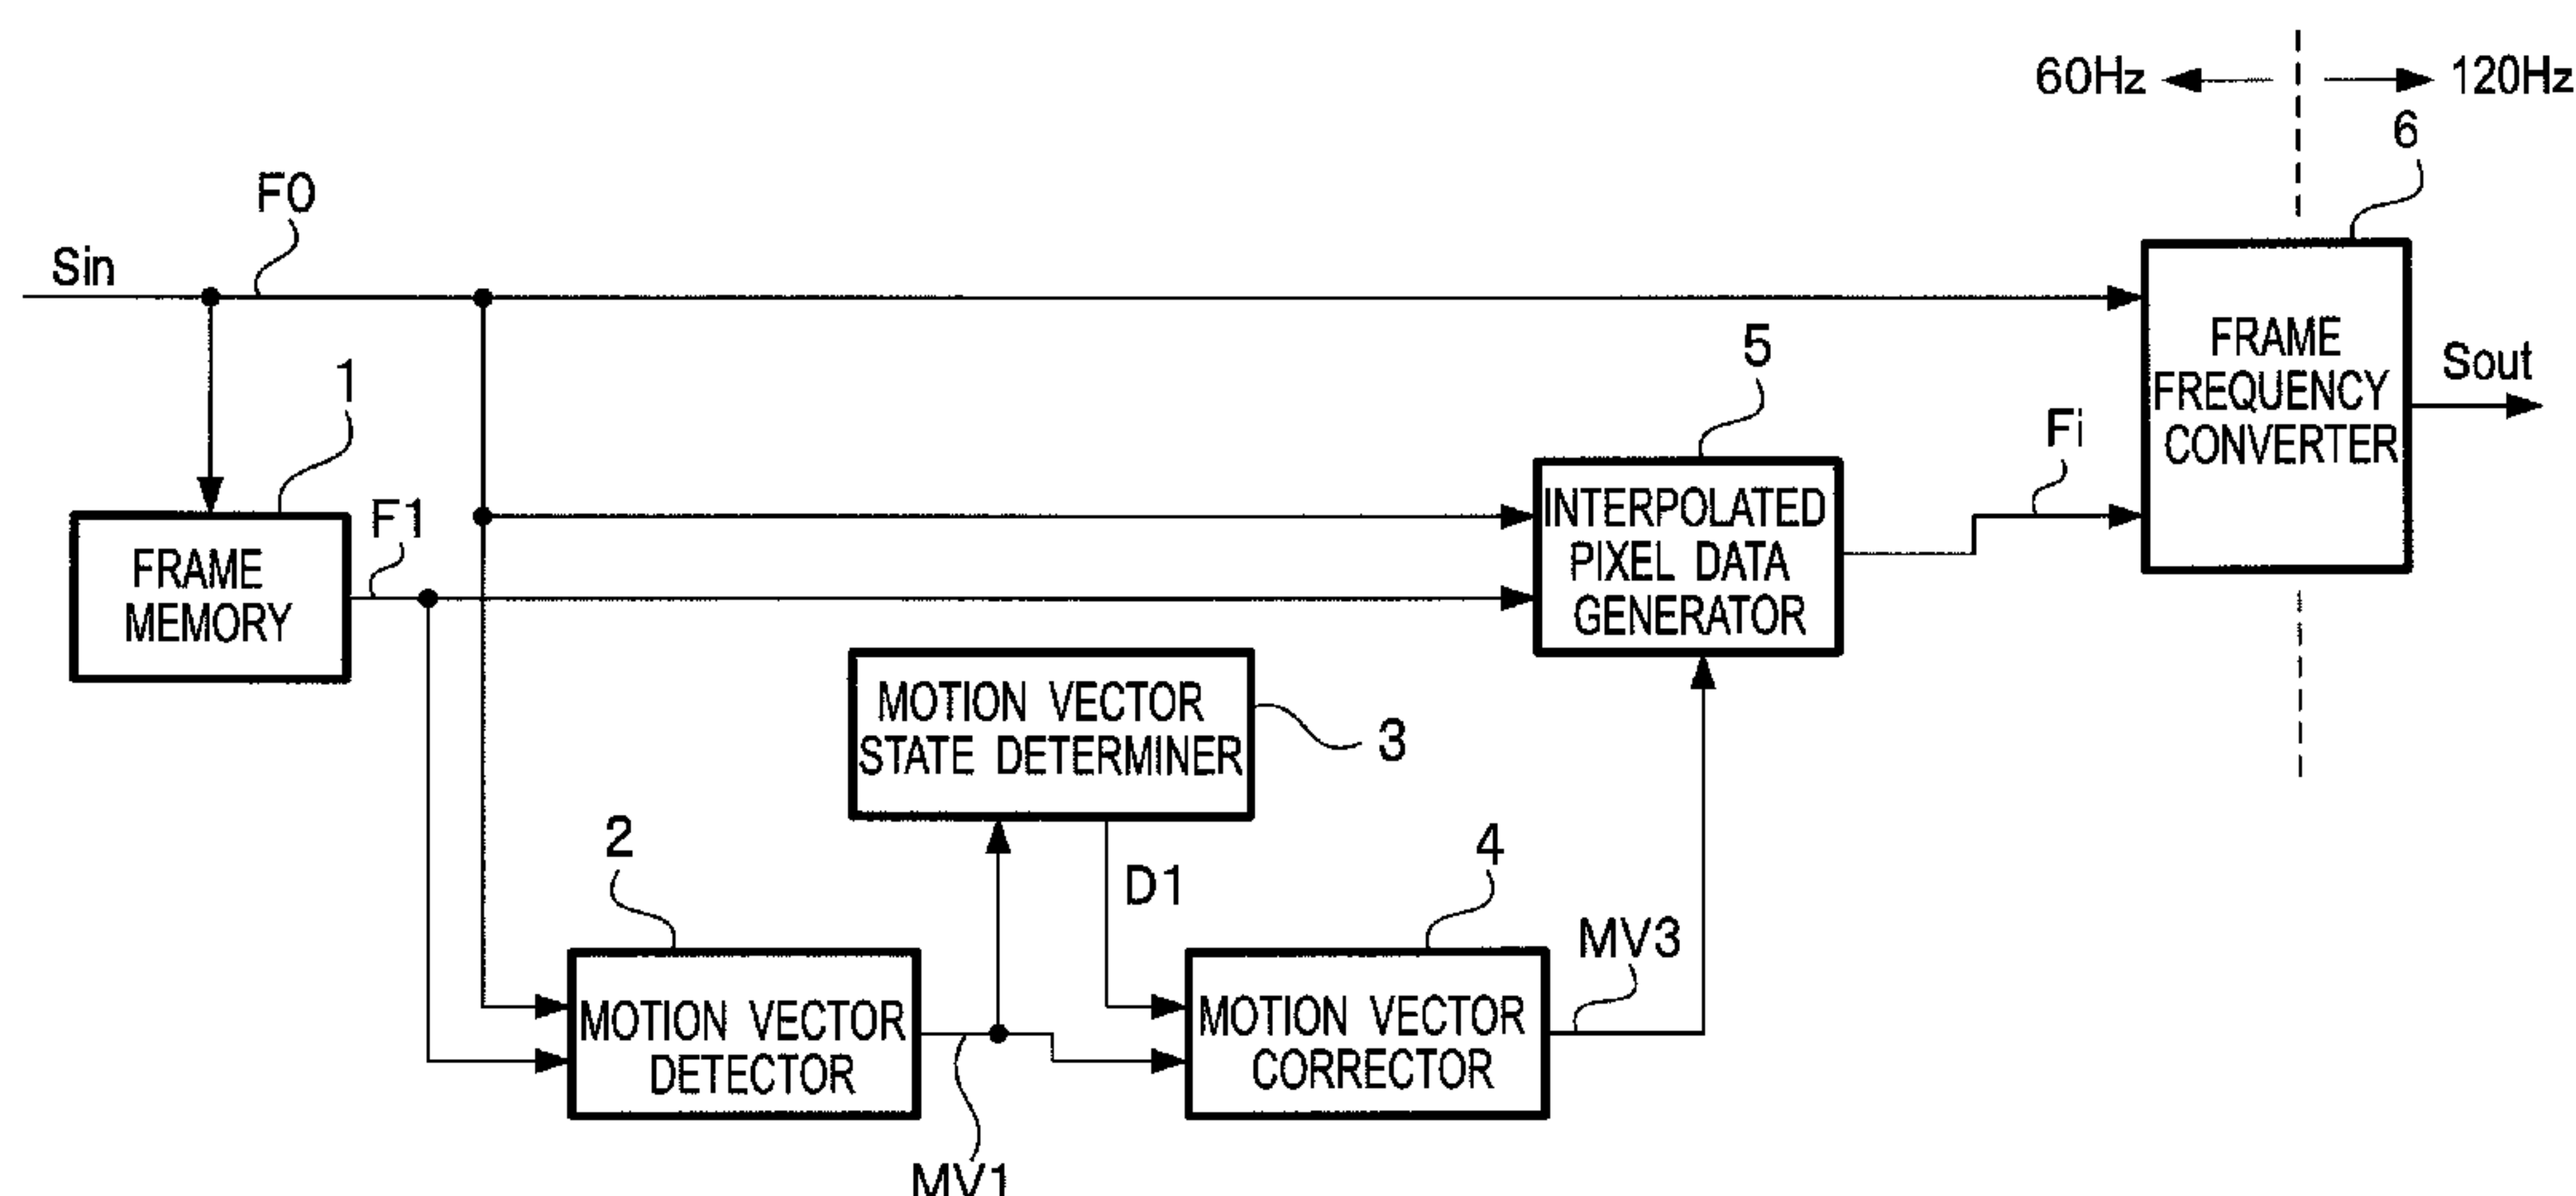 60Hz
120Hz
6
F0
Sin
FRAME
FREQUENCY
CONVERTER
Sout
5
1
Fi
F1
INTERPOLATED
PIXEL DATA
GENERATOR
FRAME
MEMORY
MOTION VECTOR
STATE DETERMINER
3
2
D1
4
MV3
MOTION VECTOR
DETECTOR
MOTION VECTOR
CORRECTOR
MV1